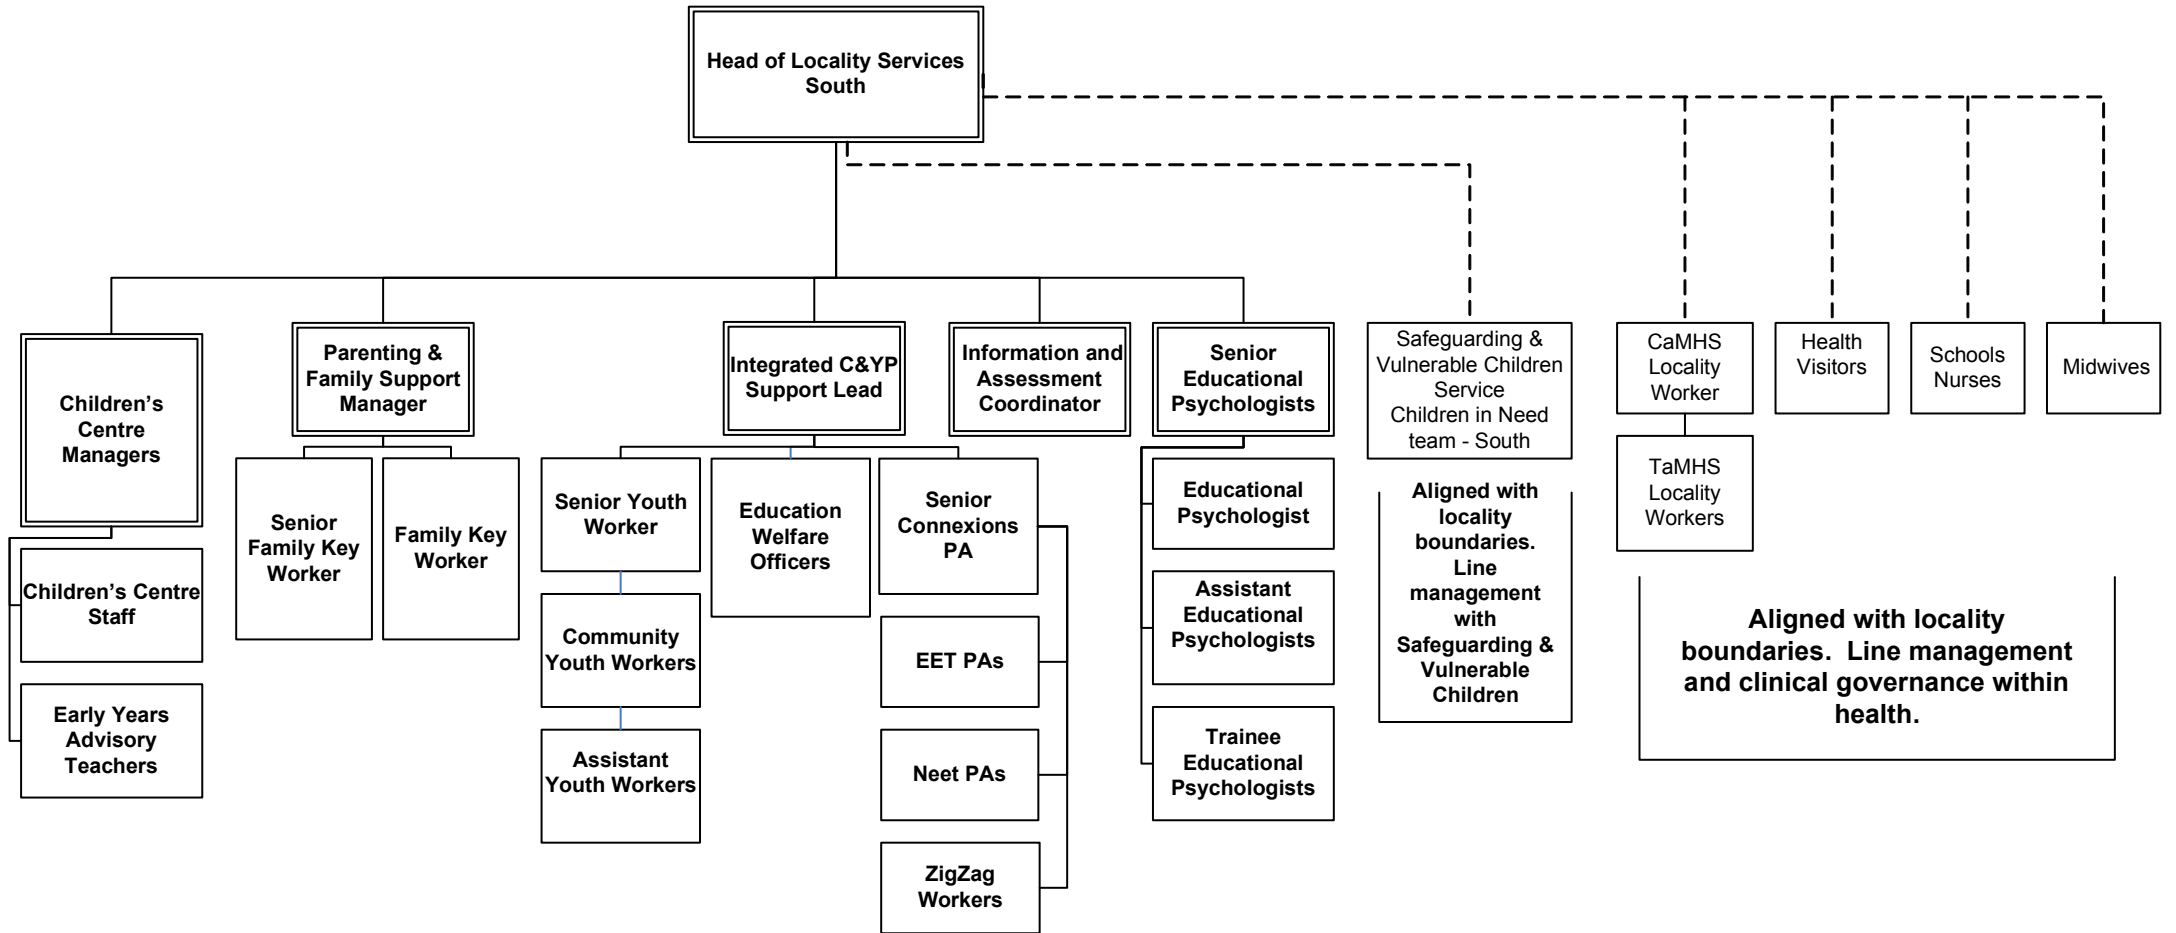 Head of Locality Services
South
Children's
Centre
Managers
Parenting &
Family Support
Manager
Integrated C&YP
Support Lead
Information and
Assessment
Coordinator
Senior
Educational
Psychologists
Safeguarding &
Vulnerable Children
Service
Children in Need
team - South
CaMHS
Locality
Worker
Health
Visitors
Schools
Nurses
Midwives
Children's Centre
Staff
Early Years
Advisory
Teachers
Senior
Family Key
Worker
Family Key
Worker
Senior Youth
Worker
Community
Youth Workers
Assistant
Youth Workers
Education
Welfare
Officers
Senior
Connexions
PA
EET PAs
Neet PAs
ZigZag
Workers
Educational
Psychologist
Assistant
Educational
Psychologists
Trainee
Educational
Psychologists
Aligned with
locality
boundaries.
Line
management
with
Safeguarding &
Vulnerable
Children
TaMHS
Locality
Workers
Aligned with locality
boundaries.  Line management
and clinical governance within
health.